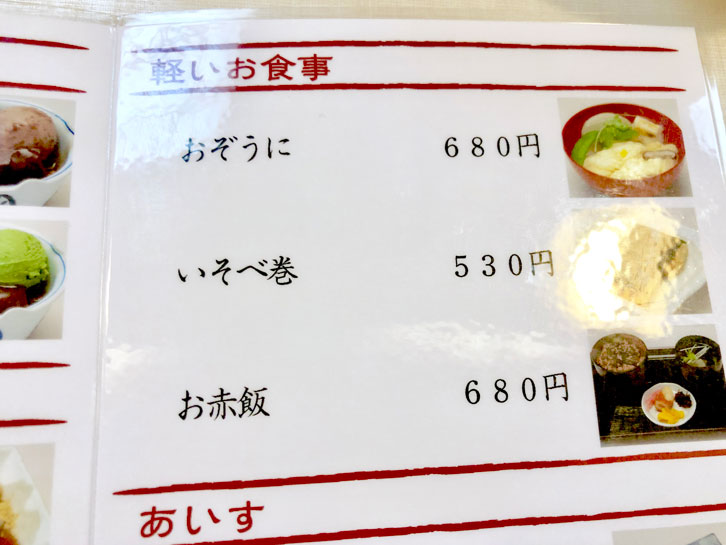 軽いお食事
おぞうに ６８０円
いそべ巻 ５３０円
お赤飯 ６８０円
あいす